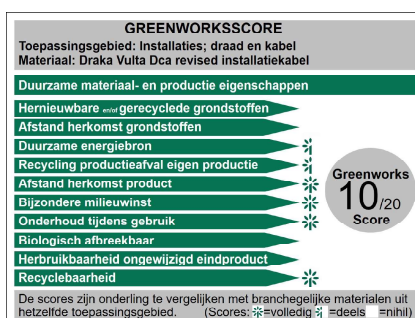 GREENWORKSSCORE
Toepassingsgebied: Installaties; draad en kabel
Materiaal: Draka Vulta Dca revised installatiekabel
Duurzame materiaal- en productie eigenschappen
Hernieuwbare en/of gerecyclede grondstoffen
Afstand herkomst grondstoffen
Duurzame energiebron
Recycling productieafval eigen productie
Afstand herkomst product
Bijzondere milieuwinst
Onderhoud tijdens gebruik
Biologisch afbreekbaar
Herbruikbaarheid ongewijzigd eindproduct
Recyclebaarheid
Greenworks
10/20
Score
De scores zijn onderling te vergelijken met branchegelijke materialen uit
hetzelfde toepassingsgebied. (Scores: =volledig =deels =nihil)